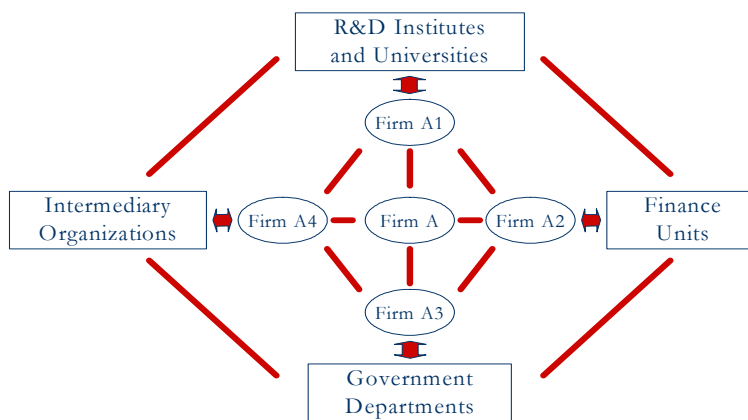 R&D Institutes
and Universities
Firm A1
Intermediary
Organizations
Firm A4
Firm A
Firm A2
Finance
Units
Firm A3
Government
Departments